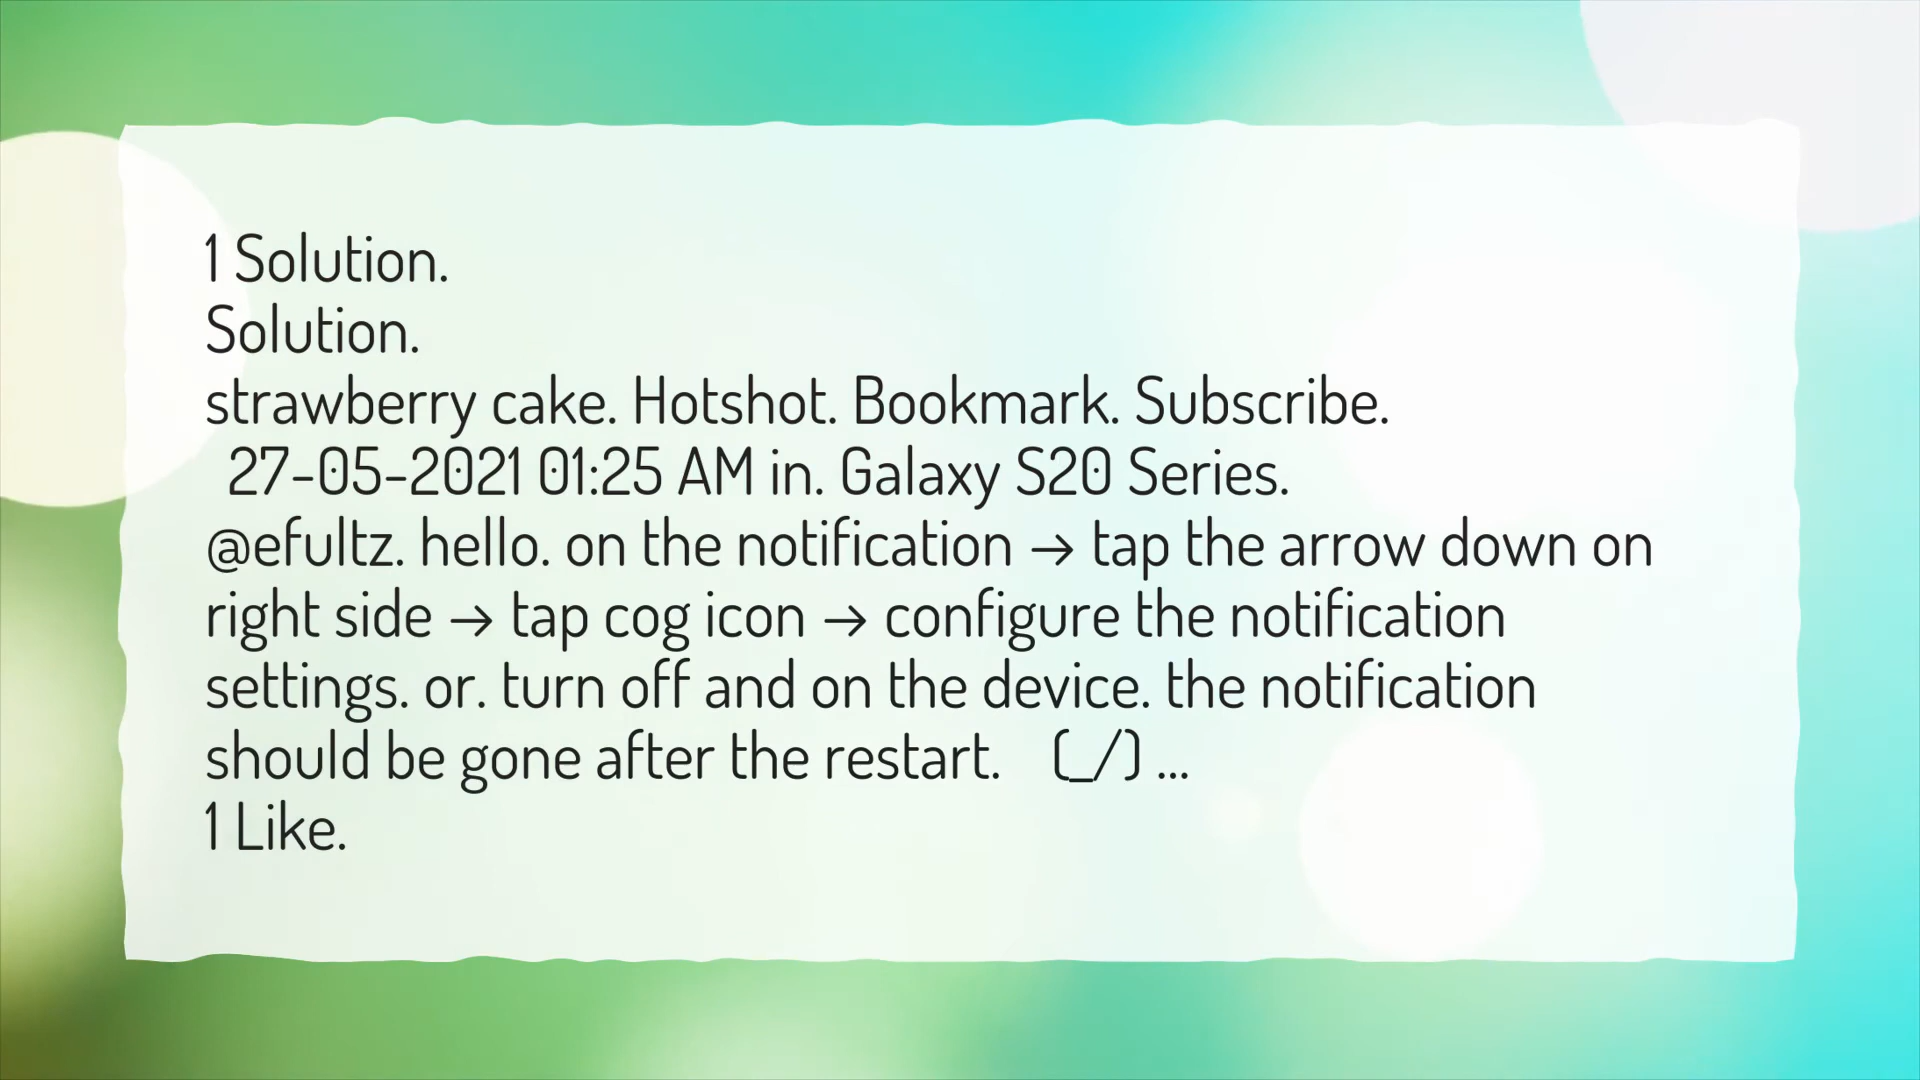 1 Solution.
Solution.
strawberry cake. Hotshot. Bookmark. Subscribe.
27-05-2021 01:25 AM in. Galaxy S20 Series.
@efultz. hello. on the notification → tap the arrow down on
right side → tap cog icon → configure the notification
settings. or. turn off and on the device. the notification
should be gone after the restart. (_/) ...
1 Like.